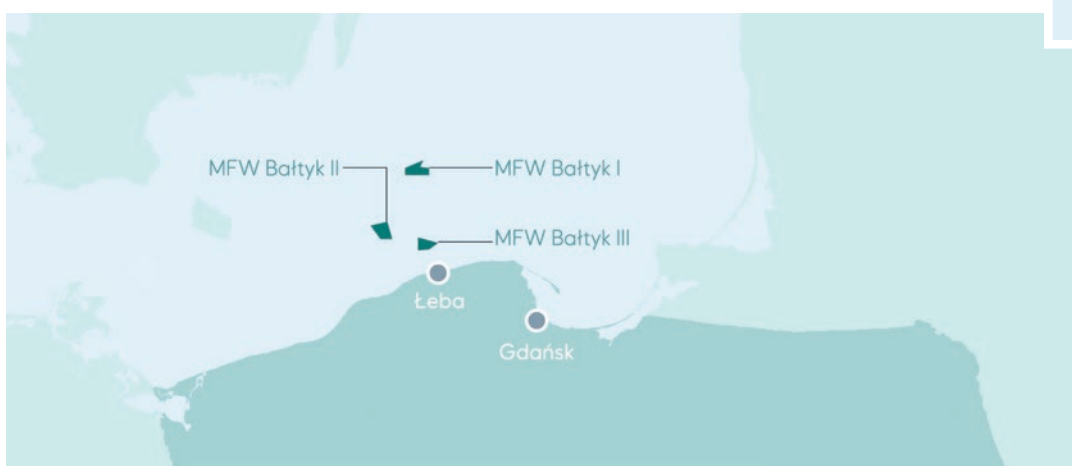 MFW Bałtyk II
MFW Bałtyk I
MFW Bałtyk III
Łeba
Gdańsk